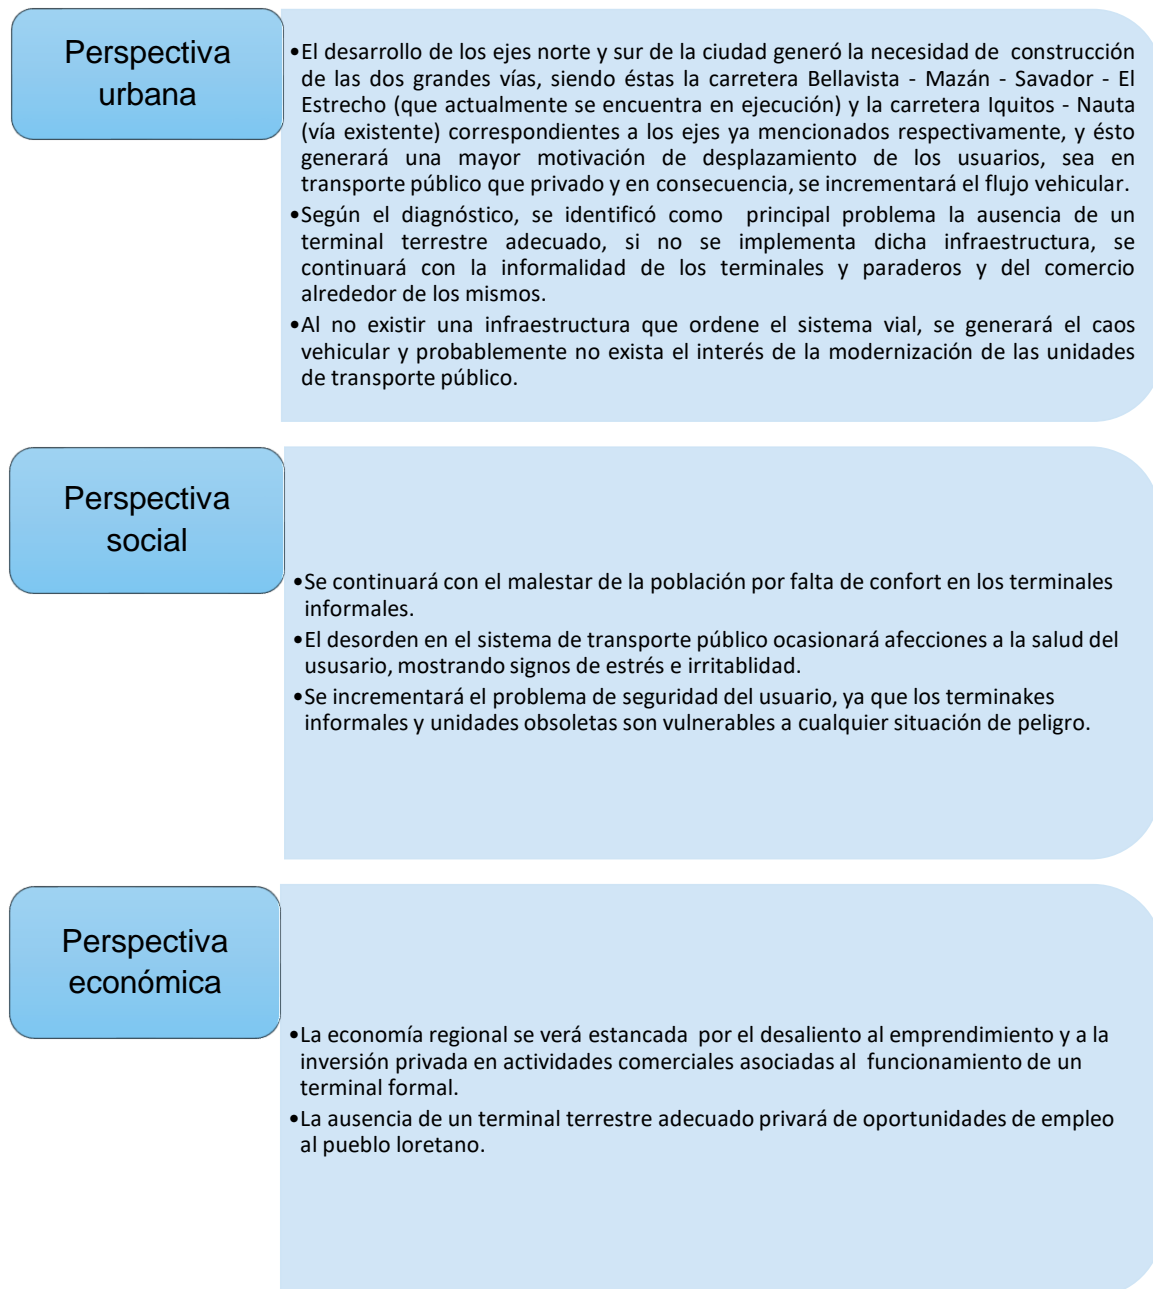 Perspectiva
urbana
•El desarrollo de los ejes norte y sur de la ciudad generó la necesidad de construcción
de las dos grandes vías, siendo éstas la carretera Bellavista - Mazán - Savador - El
Estrecho (que actualmente se encuentra en ejecución) y la carretera Iquitos - Nauta
(vía existente) correspondientes a los ejes ya mencionados respectivamente, y ésto
generará una mayor motivación de desplazamiento de los usuarios, sea en
transporte público que privado y en consecuencia, se incrementará el flujo vehicular.
•Según el diagnóstico, se identificó como principal problema la ausencia de un
terminal terrestre adecuado, si no se implementa dicha infraestructura, se
continuará con la informalidad de los terminales y paraderos y del comercio
alrededor de los mismos.
•Al no existir una infraestructura que ordene el sistema vial, se generará el caos
vehicular y probablemente no exista el interés de la modernización de las unidades
de transporte público.
Perspectiva
social
•Se continuará con el malestar de la población por falta de confort en los terminales
informales.
•El desorden en el sistema de transporte público ocasionará afecciones a la salud del
ususario, mostrando signos de estrés e irritablidad.
•Se incrementará el problema de seguridad del usuario, ya que los terminakes
informales y unidades obsoletas son vulnerables a cualquier situación de peligro.
Perspectiva
económica
•La economía regional se verá estancada por el desaliento al emprendimiento y a la
inversión privada en actividades comerciales asociadas al funcionamiento de un
terminal formal.
•La ausencia de un terminal terrestre adecuado privará de oportunidades de empleo
al pueblo loretano.